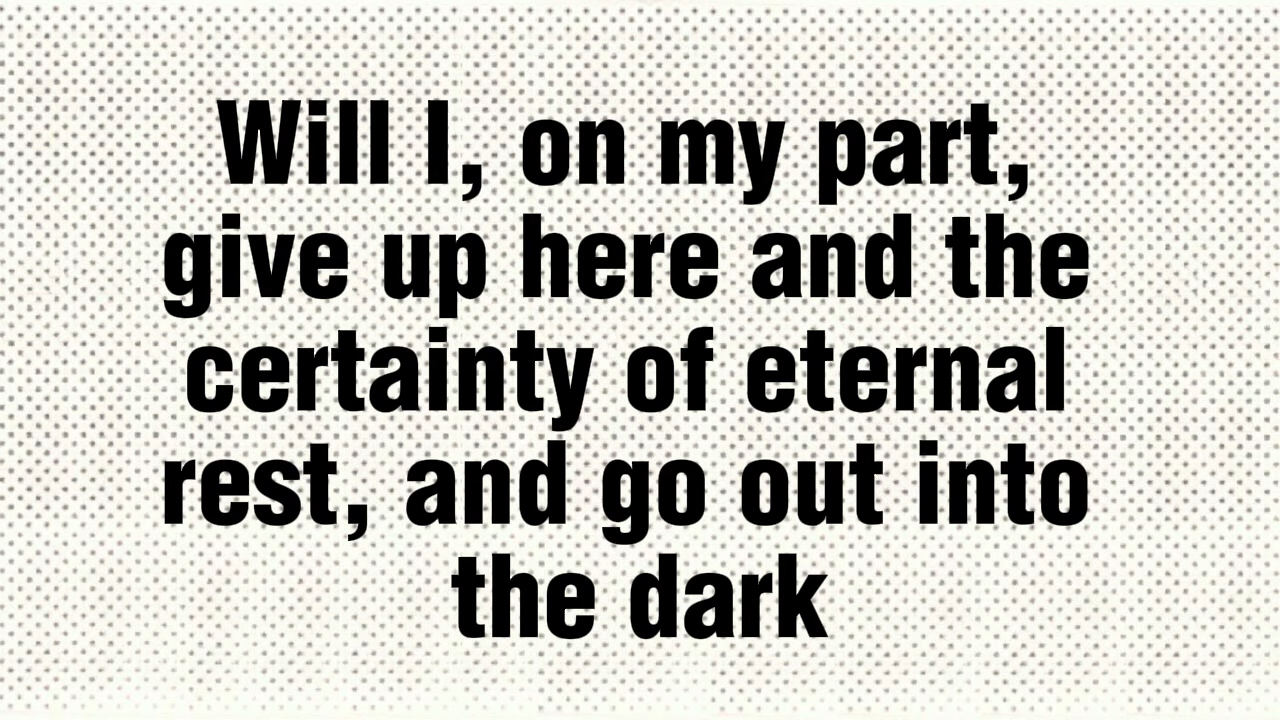 Will I, on my part,
give up here and the
certainty of eternal
rest, and go out into
the dark